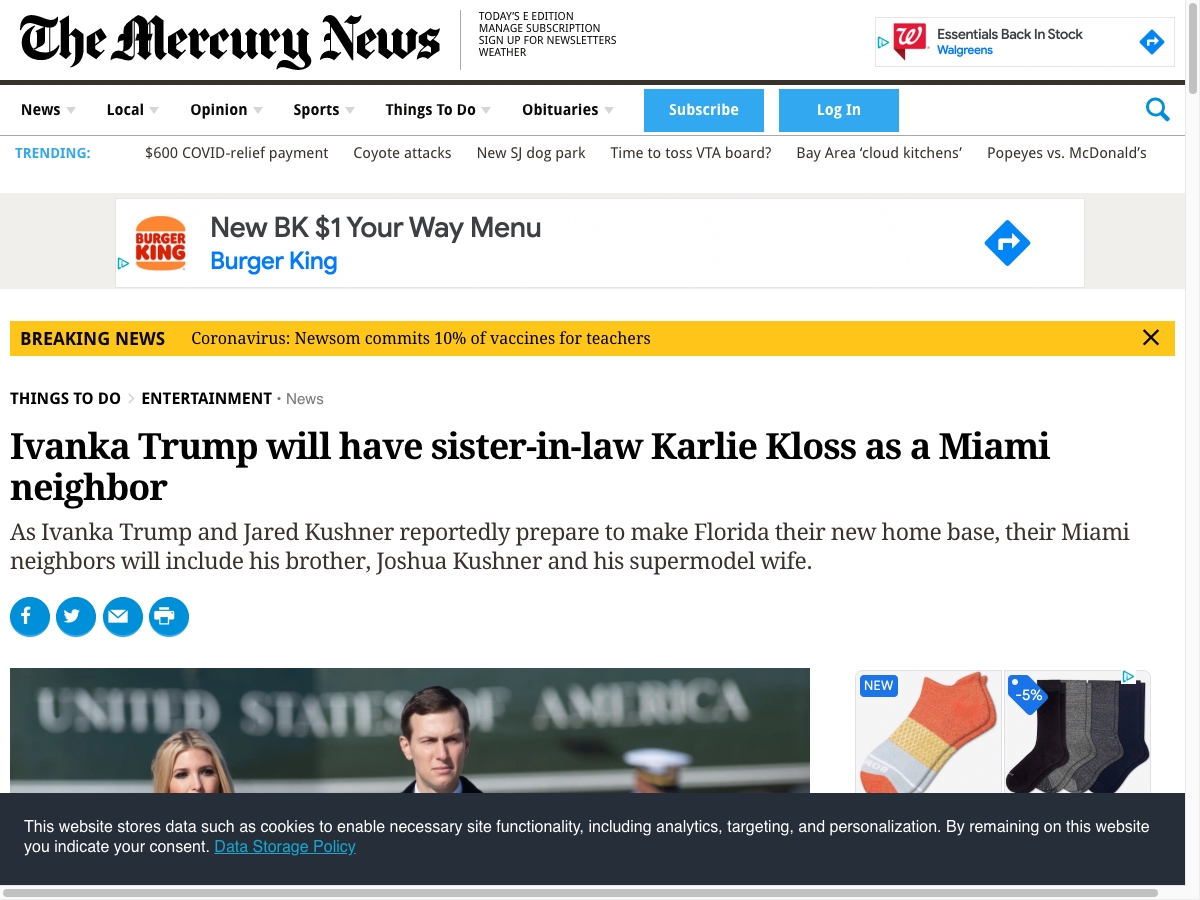 The Mercury News
TODAY'S E EDITION
MANAGE SUBSCRIPTION
SIGN UP FOR NEWSLETTERS
WEATHER
Essentials Back In Stock
Walgreens
News
Local
Opinion
Sports
Things To Do
Obituaries
Subscribe
Log In
TRENDING:
$600 COVID-relief payment
Coyote attacks
New SJ dog park
Time to toss VTA board?
Bay Area ‘cloud kitchens’
Popeyes vs. McDonald’s
BURGER
KING
New BK $1 Your Way Menu
Burger King
BREAKING NEWS
Coronavirus: Newsom commits 10% of vaccines for teachers
THINGS TO DO > ENTERTAINMENT • News
Ivanka Trump will have sister-in-law Karlie Kloss as a Miami
neighbor
As Ivanka Trump and Jared Kushner reportedly prepare to make Florida their new home base, their Miami
neighbors will include his brother, Joshua Kushner and his supermodel wife.
UNITED STATES OF AMERICA
NEW
-5%
This website stores data such as cookies to enable necessary site functionality, including analytics, targeting, and personalization. By remaining on this website
you indicate your consent. Data Storage Policy